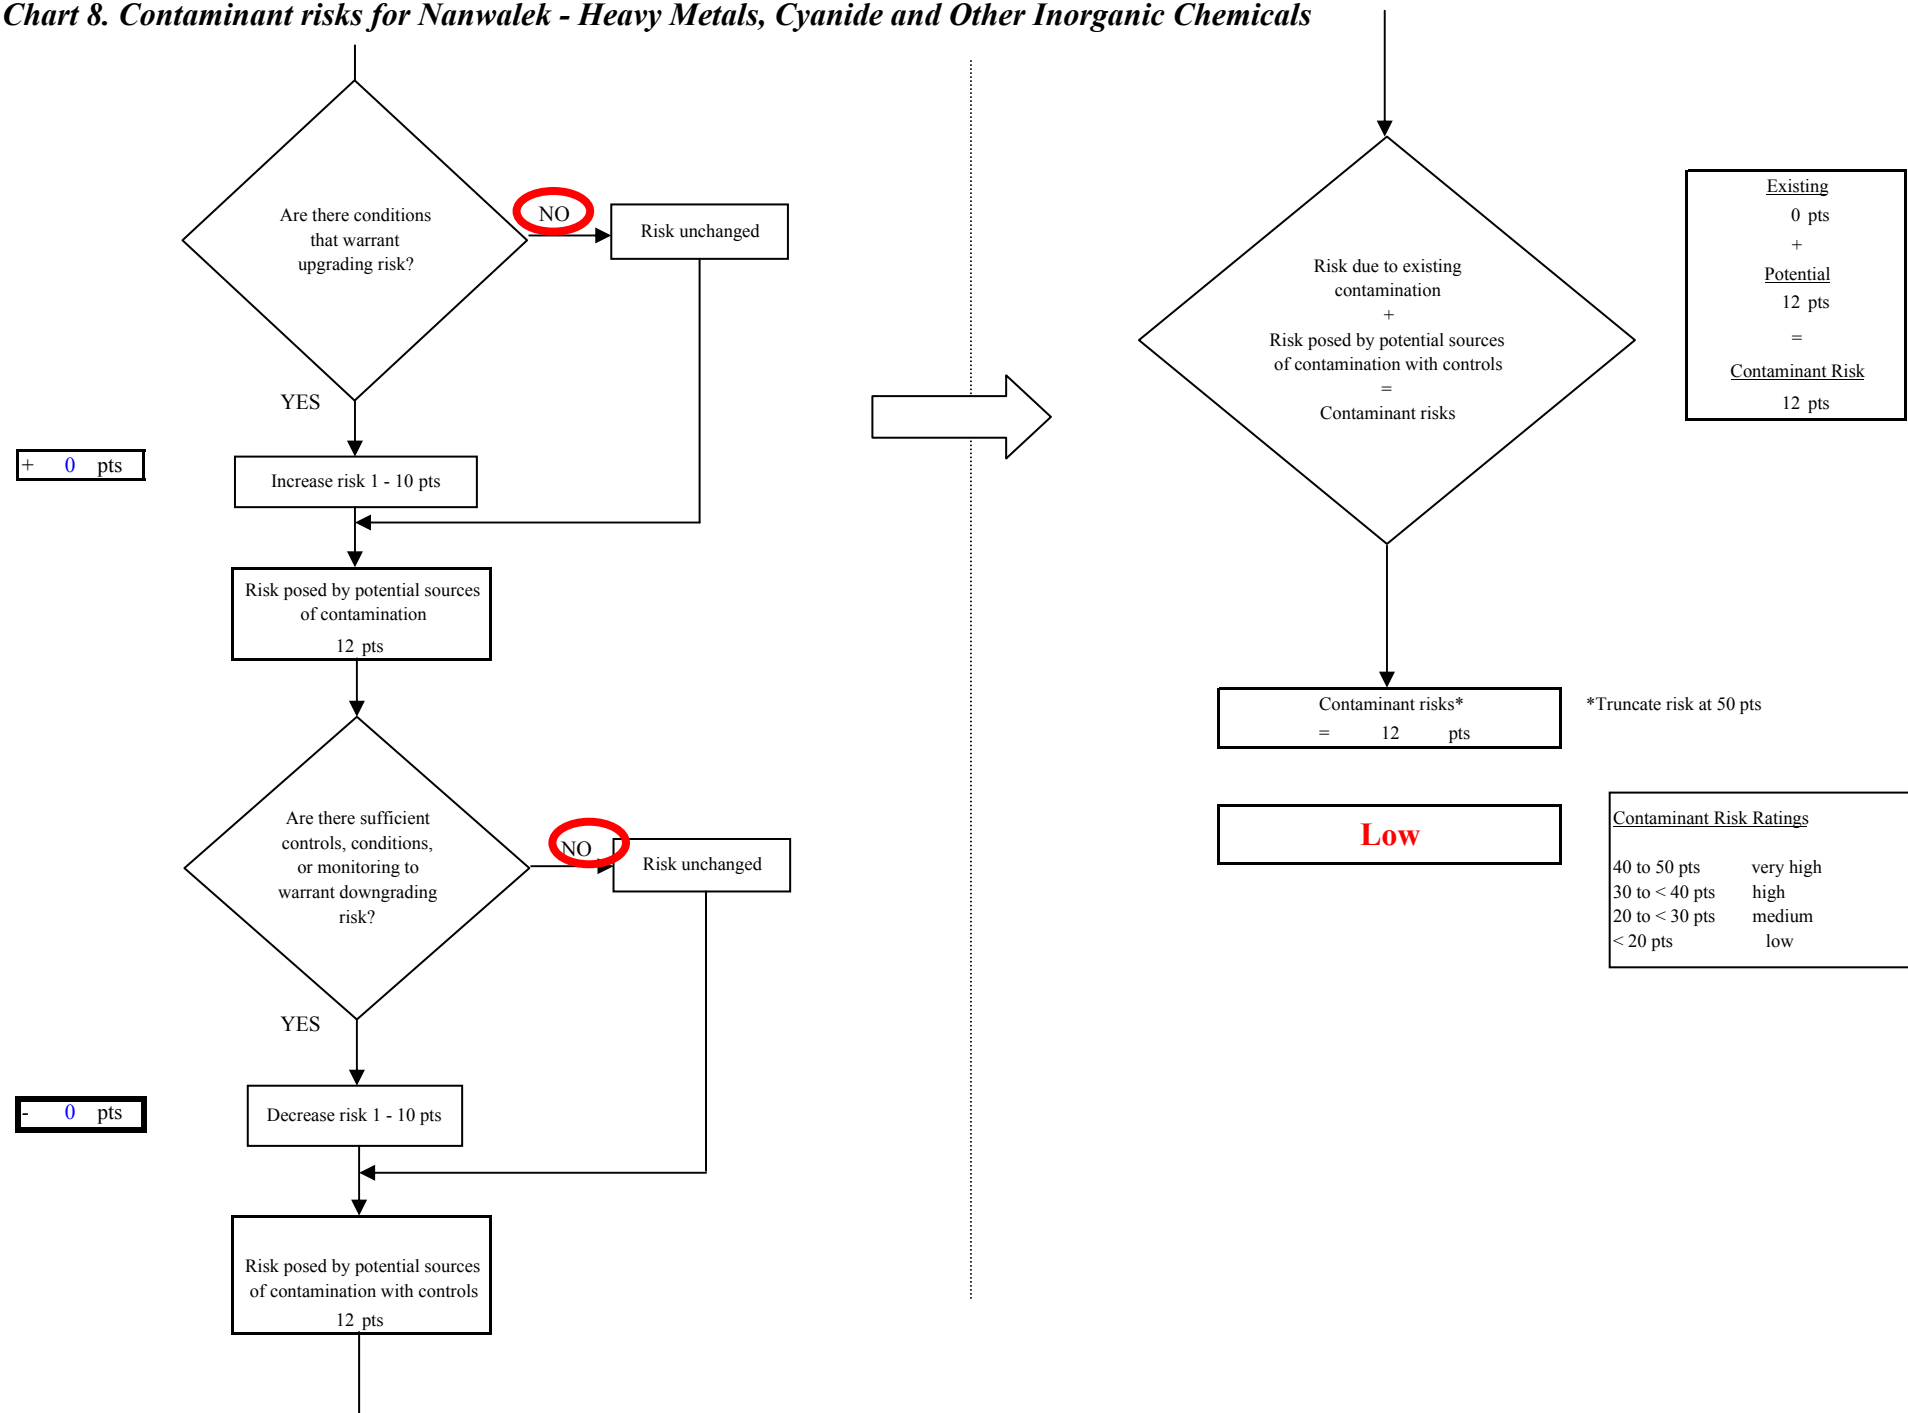 Chart 8. Contaminant risks for Nanwalek - Heavy Metals, Cyanide and Other Inorganic Chemicals
Are there conditions
that warrant
upgrading risk?
NO
Risk unchanged
YES
+ 0 pts
Increase risk 1 - 10 pts
Risk posed by potential sources
of contamination
12 pts
Are there sufficient
controls, conditions,
or monitoring to
warrant downgrading
risk?
NO
Risk unchanged
YES
- 0 pts
Decrease risk 1 - 10 pts
Risk posed by potential sources
of contamination with controls
12 pts
Risk due to existing
contamination
+
Risk posed by potential sources
of contamination with controls
=
Contaminant risks
Existing
0 pts
+
Potential
12 pts
=
Contaminant Risk
12 pts
Contaminant risks*
= 12 pts
*Truncate risk at 50 pts
Low
Contaminant Risk Ratings
40 to 50 pts very high
30 to < 40 pts high
20 to < 30 pts medium
< 20 pts low